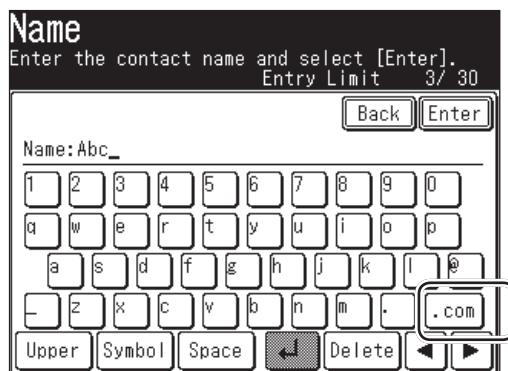 Name
Enter the contact name and select [Enter].
Entry Limit 3/ 30
Back Enter
Name:Abc_
1 2 3 4 5 6 7 8 9 0
q w e r t y u i o p
a s d f g h j k l @
_ z x c v b n m . .com
Upper Symbol Space ↵ Delete ◀ ▶